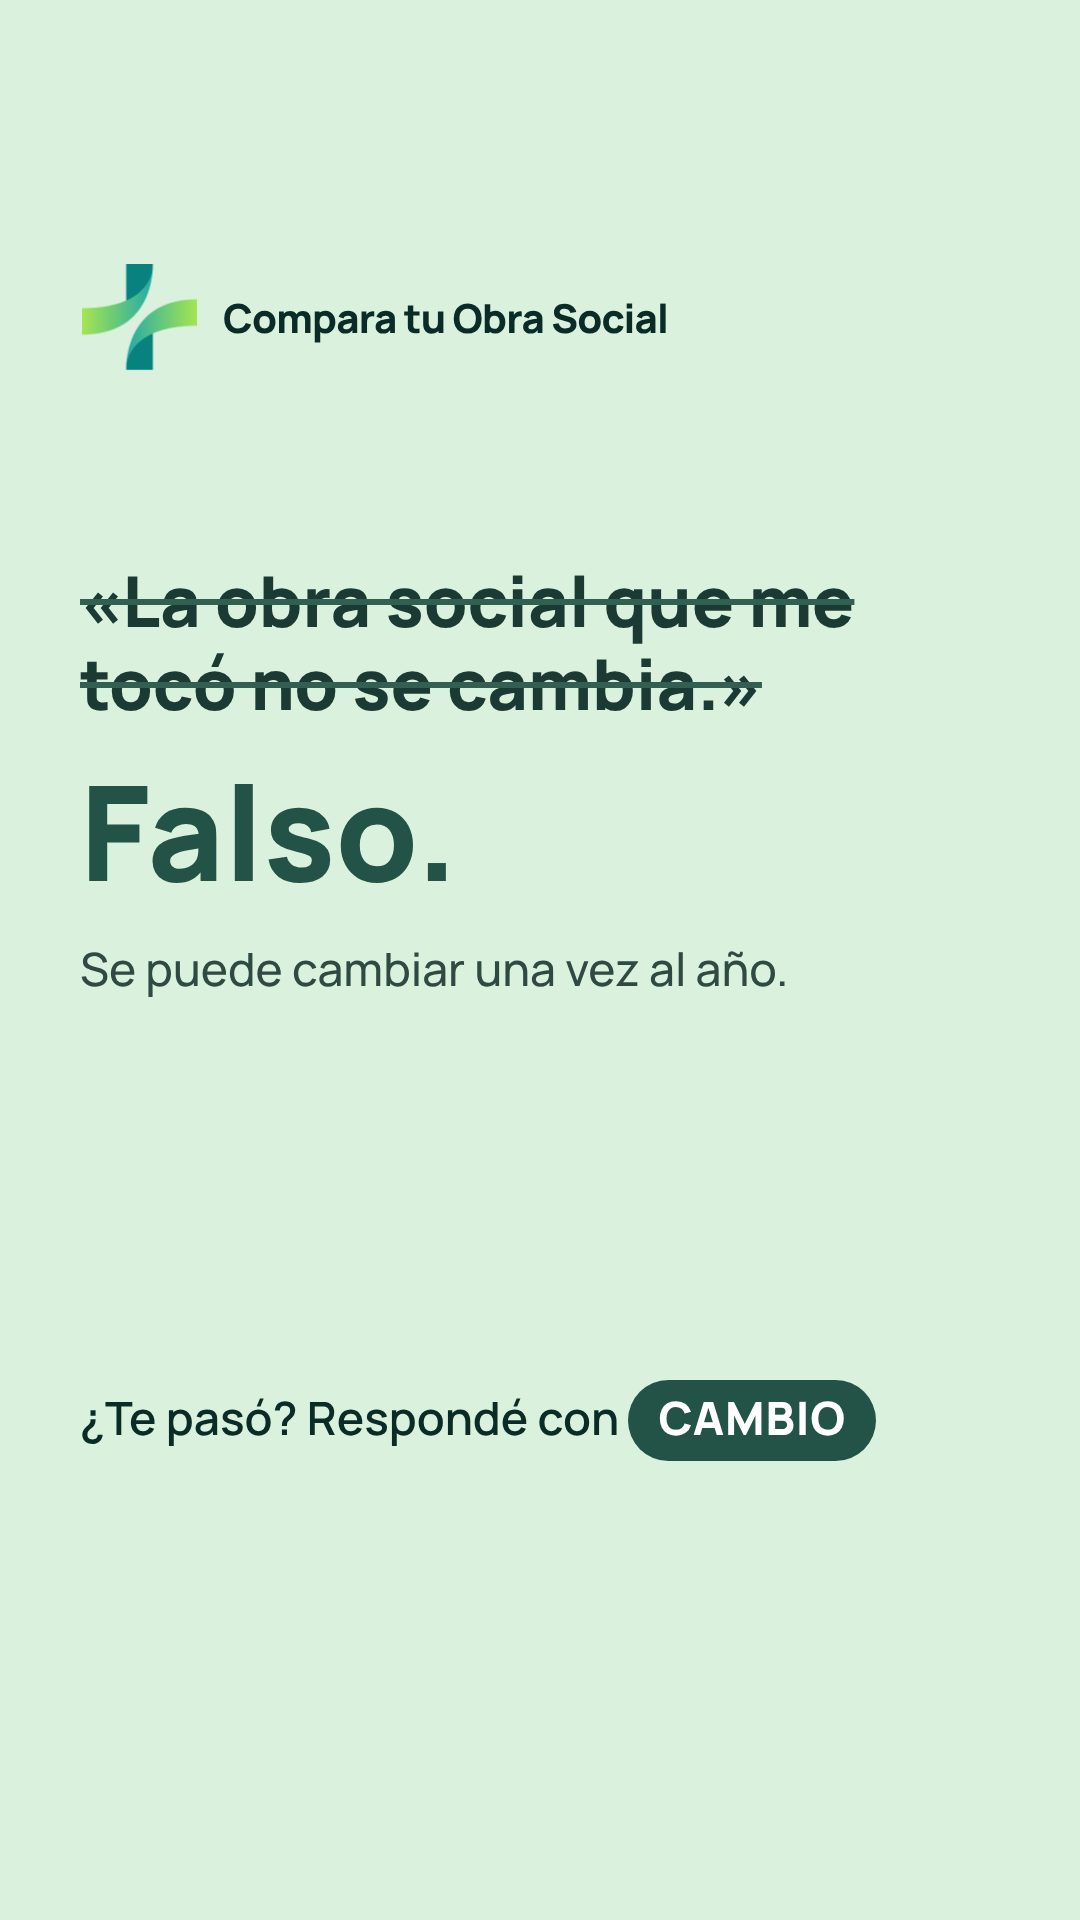 Compara tu Obra Social
«La obra social que me
tocó no se cambia.»
Falso.
Se puede cambiar una vez al año.
¿Te pasó? Respondé con CAMBIO